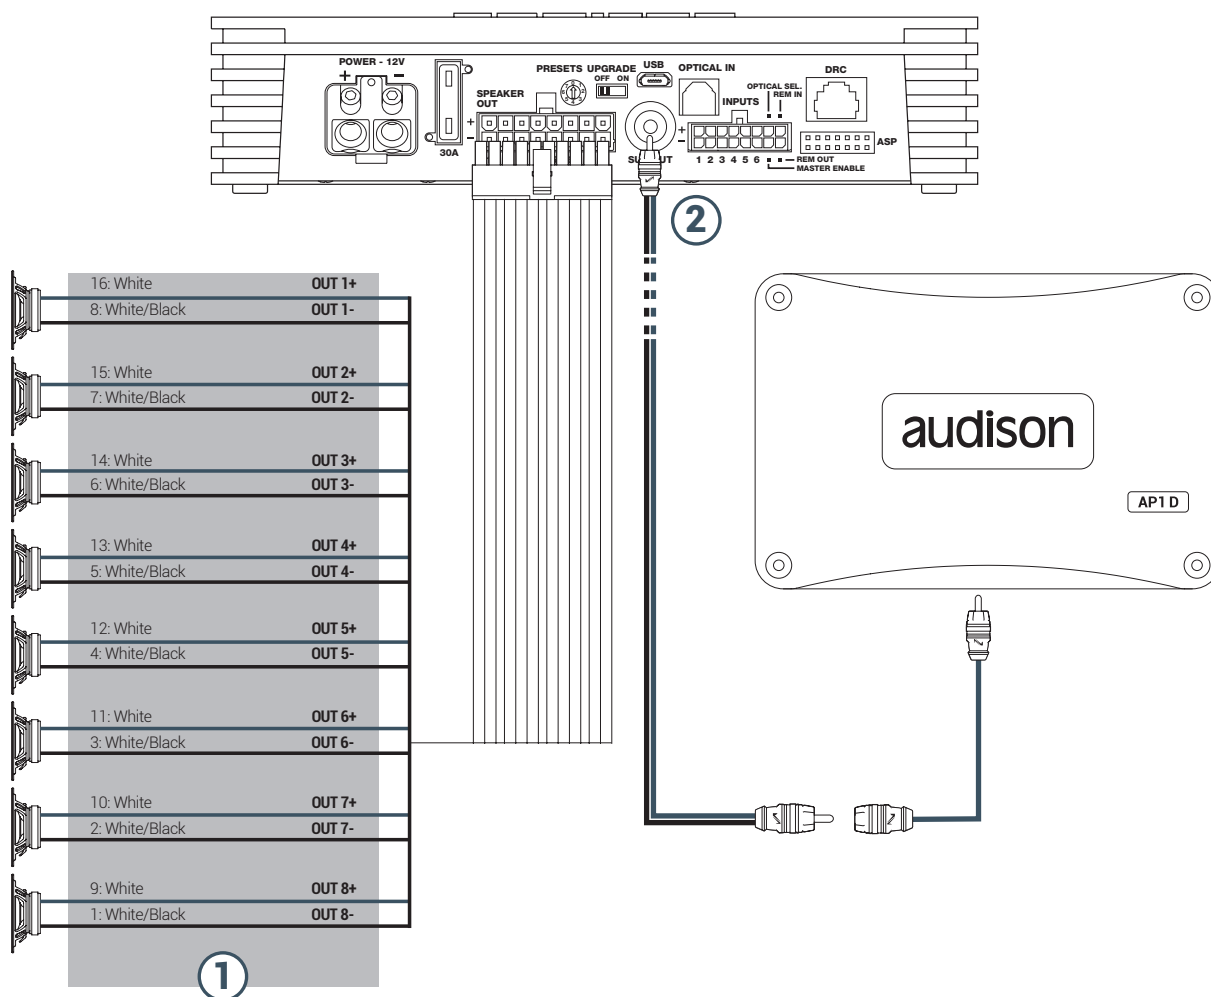 POWER - 12V
+ -
30A
PRESETS
UPGRADE
OFF ON
USB
OPTICAL IN
DRC
OPTICAL SEL.
REM IN
SPEAKER
OUT
+
-
INPUTS
+
-
ASP
1 2 3 4 5 6
REM OUT
MASTER ENABLE
2
16: White OUT 1+
8: White/Black OUT 1-
15: White OUT 2+
7: White/Black OUT 2-
14: White OUT 3+
6: White/Black OUT 3-
13: White OUT 4+
5: White/Black OUT 4-
12: White OUT 5+
4: White/Black OUT 5-
11: White OUT 6+
3: White/Black OUT 6-
10: White OUT 7+
2: White/Black OUT 7-
9: White OUT 8+
1: White/Black OUT 8-
1
audison
AP1 D